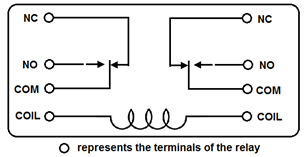 NC NC
NO NO
COM COM
COIL COIL
represents the terminals of the relay